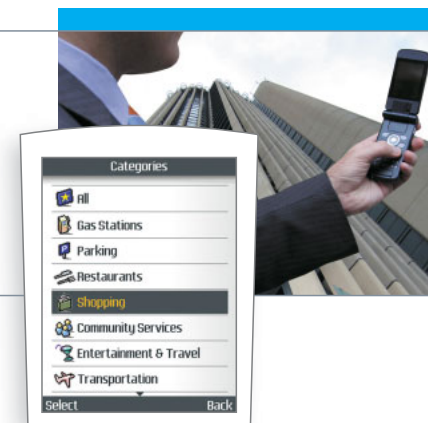 Categories
All
Gas Stations
Parking
Restaurants
Shopping
Community Services
Entertainment & Travel
Transportation
Select Back